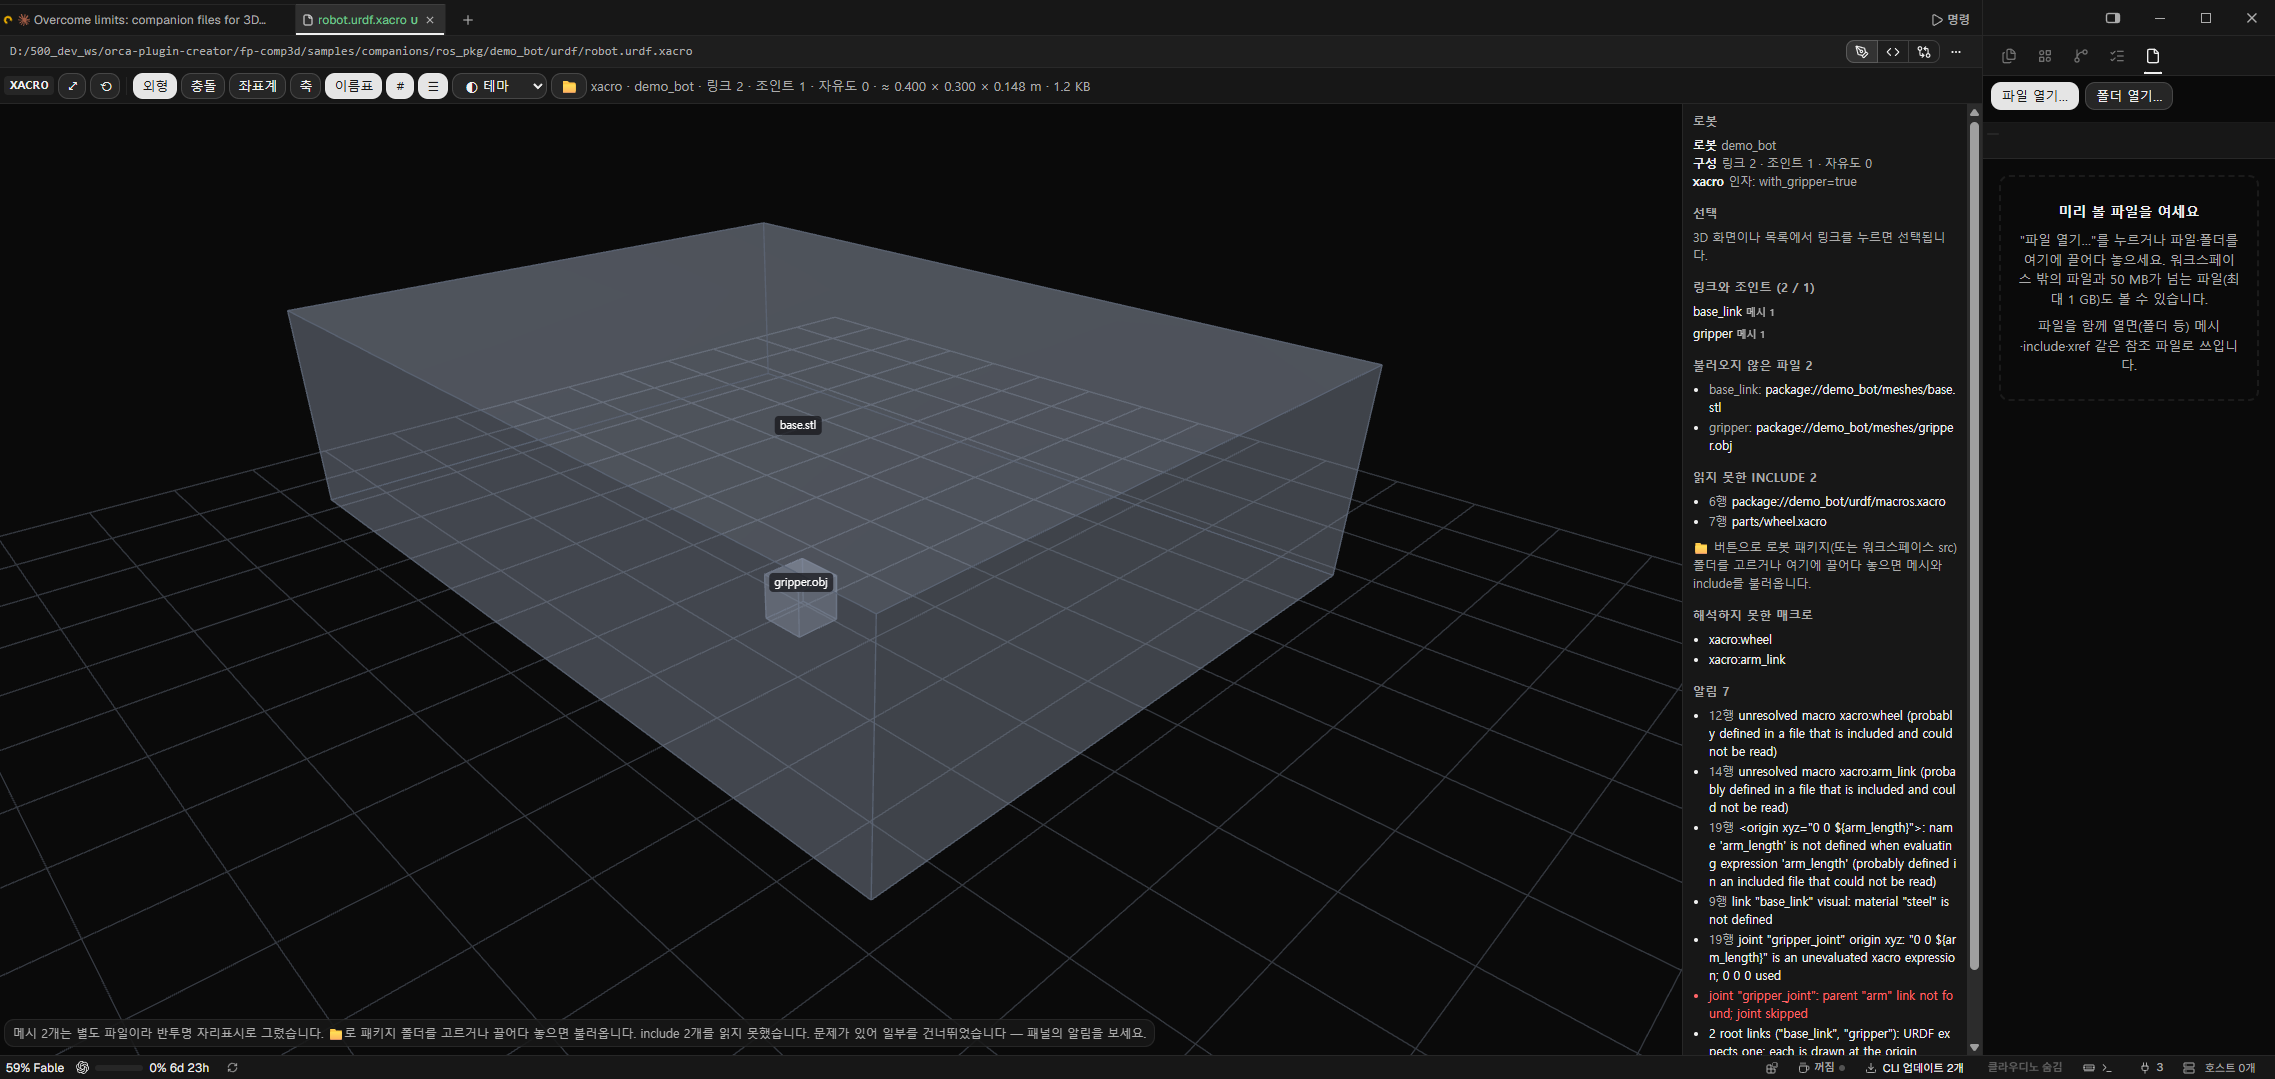 Overcome limits: companion files for 3D...
robot.urdf.xacro U
명령
D:/500_dev_ws/orca-plugin-creator/fp-comp3d/samples/companions/ros_pkg/demo_bot/urdf/robot.urdf.xacro
XACRO
외형
충돌
좌표계
축
이름표
#
테마
xacro · demo_bot · 링크 2 · 조인트 1 · 자유도 0 · ≈ 0.400 × 0.300 × 0.148 m · 1.2 KB
base.stl
gripper.obj
로봇
로봇 demo_bot
구성 링크 2 · 조인트 1 · 자유도 0
xacro 인자: with_gripper=true
선택
3D 화면이나 목록에서 링크를 누르면 선택됩니
다.
링크와 조인트 (2 / 1)
base_link 메시 1
gripper 메시 1
불러오지 않은 파일 2
base_link: package://demo_bot/meshes/base.
stl
gripper: package://demo_bot/meshes/grippe
r.obj
읽지 못한 INCLUDE 2
6행 package://demo_bot/urdf/macros.xacro
7행 parts/wheel.xacro
버튼으로 로봇 패키지(또는 워크스페이스 src)
폴더를 고르거나 여기에 끌어다 놓으면 메시와
include를 불러옵니다.
해석하지 못한 매크로
xacro:wheel
xacro:arm_link
알림 7
12행 unresolved macro xacro:wheel (probabl
y defined in a file that is included and could
not be read)
14행 unresolved macro xacro:arm_link (proba
bly defined in a file that is included and coul
d not be read)
19행 <origin xyz="0 0 ${arm_length}">: nam
e 'arm_length' is not defined when evaluatin
g expression 'arm_length' (probably defined i
n an included file that could not be read)
9행 link "base_link" visual: material "steel" is
not defined
19행 joint "gripper_joint" origin xyz: "0 0 ${ar
m_length}" is an unevaluated xacro expressio
n; 0 0 0 used
joint "gripper_joint": parent "arm" link not fo
und; joint skipped
2 root links ("base_link", "gripper"): URDF ex
pects one; each is drawn at the origin
파일 열기...
폴더 열기...
미리 볼 파일을 여세요
"파일 열기..."를 누르거나 파일·폴더를
여기에 끌어다 놓으세요. 워크스페이
스 밖의 파일과 50 MB가 넘는 파일(최
대 1 GB)도 볼 수 있습니다.
파일을 함께 열면(폴더 등) 메시
·include·xref 같은 참조 파일로 쓰입니
다.
메시 2개는 별도 파일이라 반투명 자리표시로 그렸습니다. 로 패키지 폴더를 고르거나 끌어다 놓으면 불러옵니다. include 2개를 읽지 못했습니다. 문제가 있어 일부를 건너뛰었습니다 — 패널의 알림을 보세요.
59% Fable
0% 6d 23h
꺼짐
CLI 업데이트 2개
클라우디노 숨김
3
호스트 0개